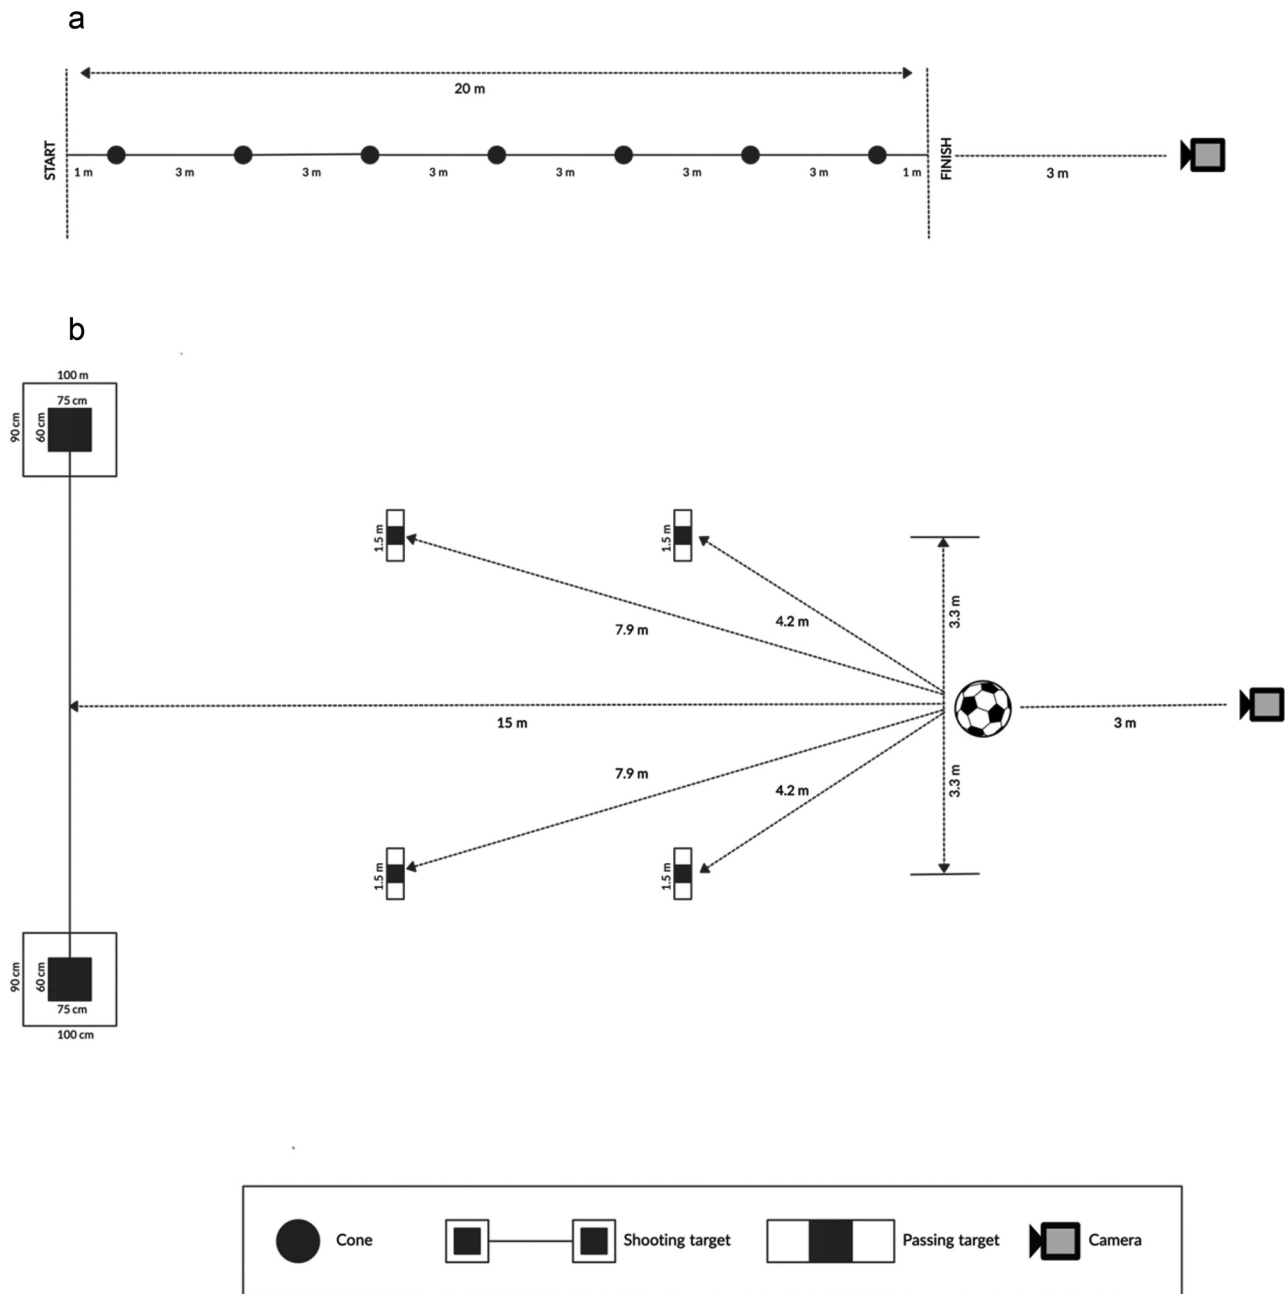 a
20 m
START
FINISH
1 m 3 m 3 m 3 m 3 m 3 m 3 m 1 m
3 m
b
100 m
75 cm
90 cm
60 cm
1.5 m
1.5 m
3.3 m
4.2 m
7.9 m
15 m
3 m
7.9 m
4.2 m
3.3 m
1.5 m
1.5 m
90 cm
60 cm
75 cm
100 cm
Cone
Shooting target
Passing target
Camera